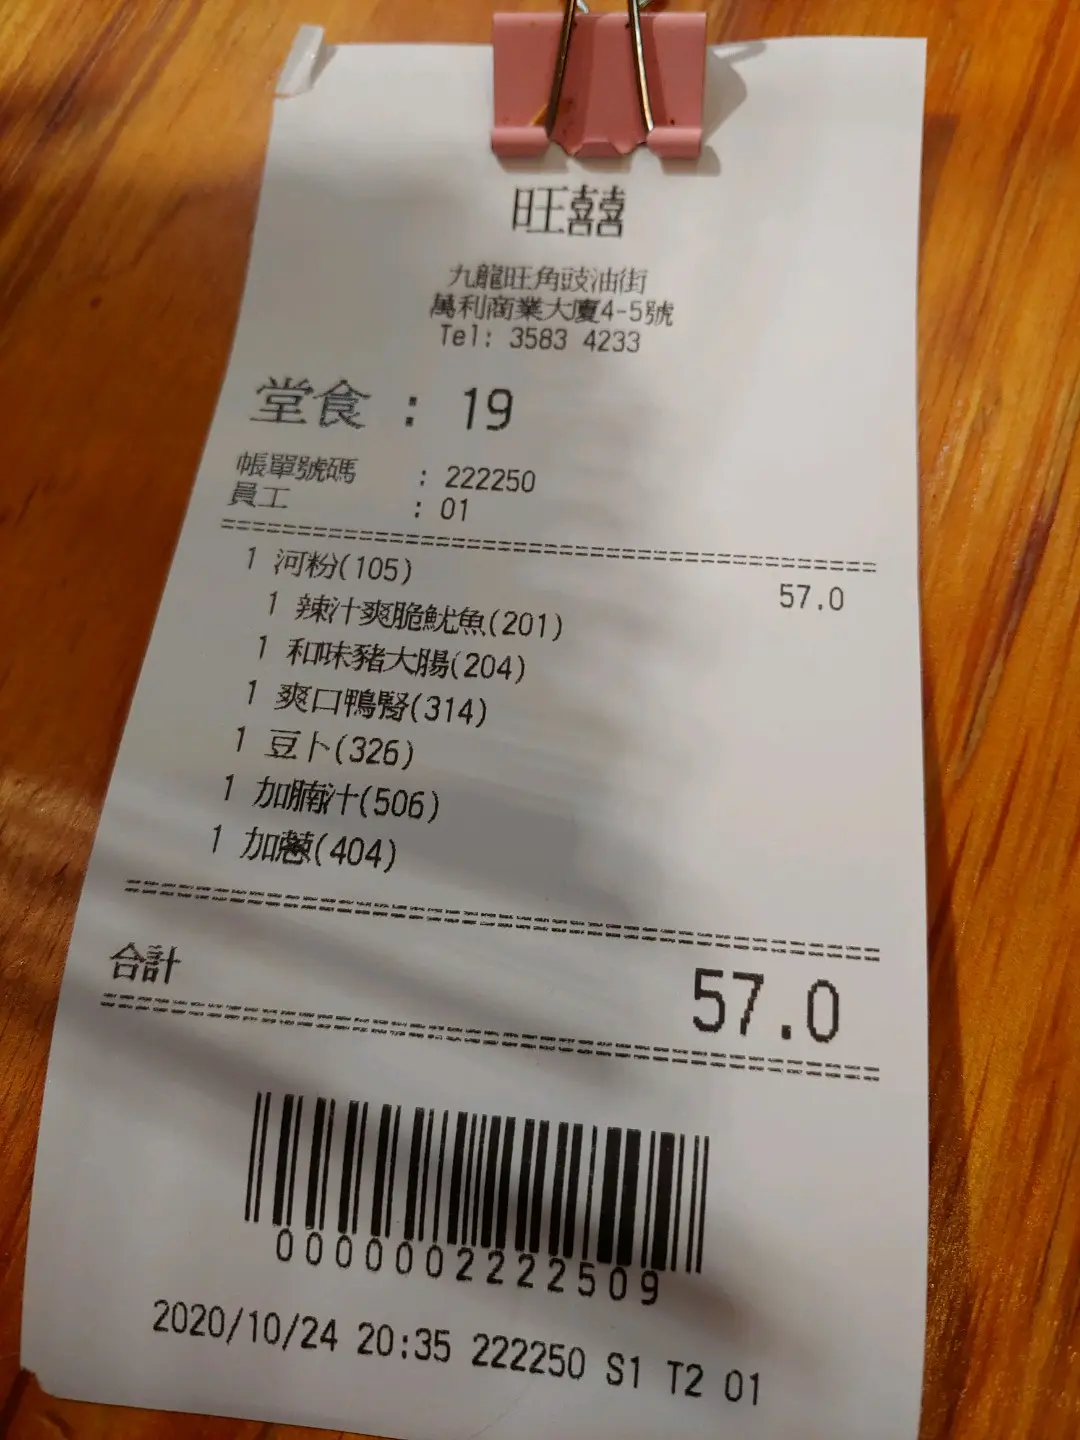 旺囍
九龍旺角豉油街
萬利商業大廈4-5號
Tel: 3583 4233
堂食 : 19
帳單號碼 : 222250
員工 : 01
1 河粉(105) 57.0
1 辣汁爽脆魷魚(201)
1 和味豬大腸(204)
1 爽口鴨腎(314)
1 豆卜(326)
1 加腩汁(506)
1 加蔥(404)
合計 57.0
0000002222509
2020/10/24 20:35 222250 S1 T2 01